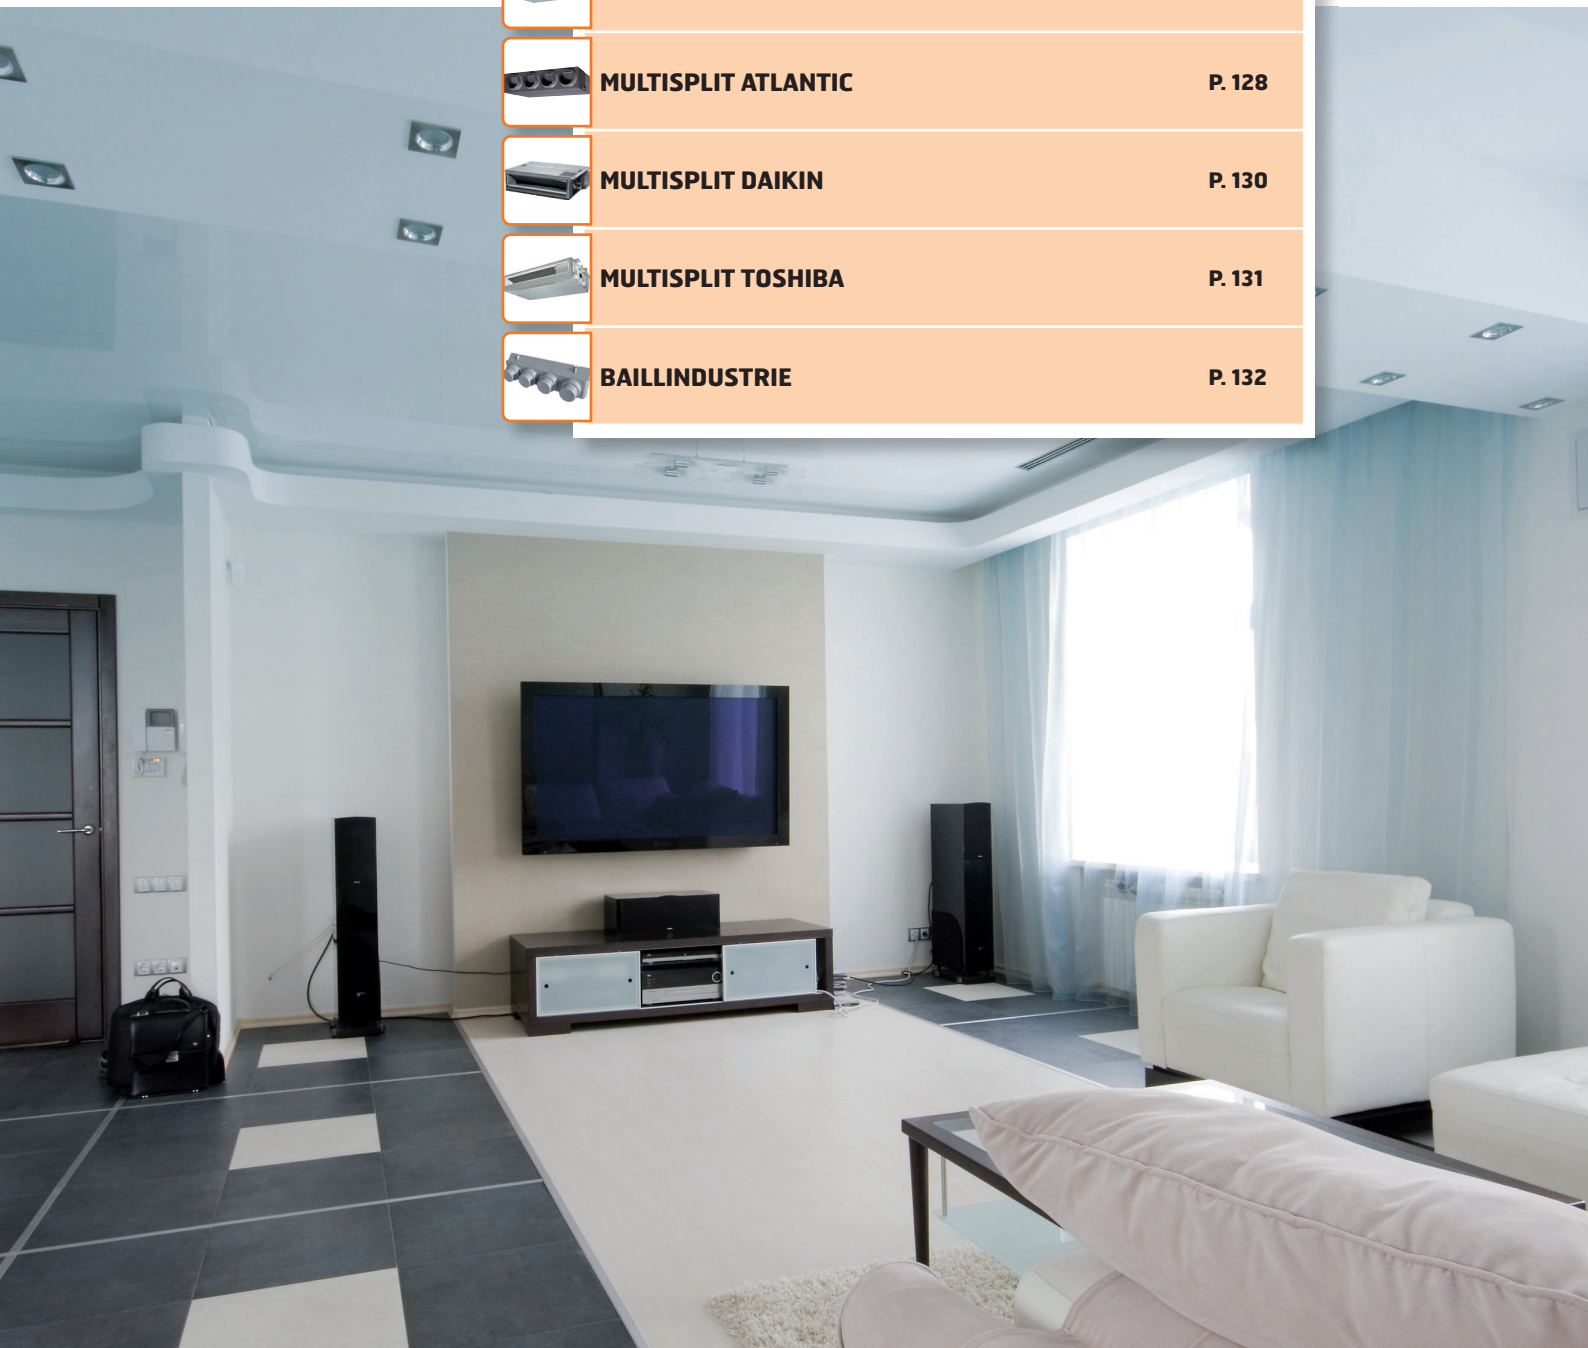 MULTISPLIT ATLANTIC P. 128
MULTISPLIT DAIKIN P. 130
MULTISPLIT TOSHIBA P. 131
BAILLINDUSTRIE P. 132